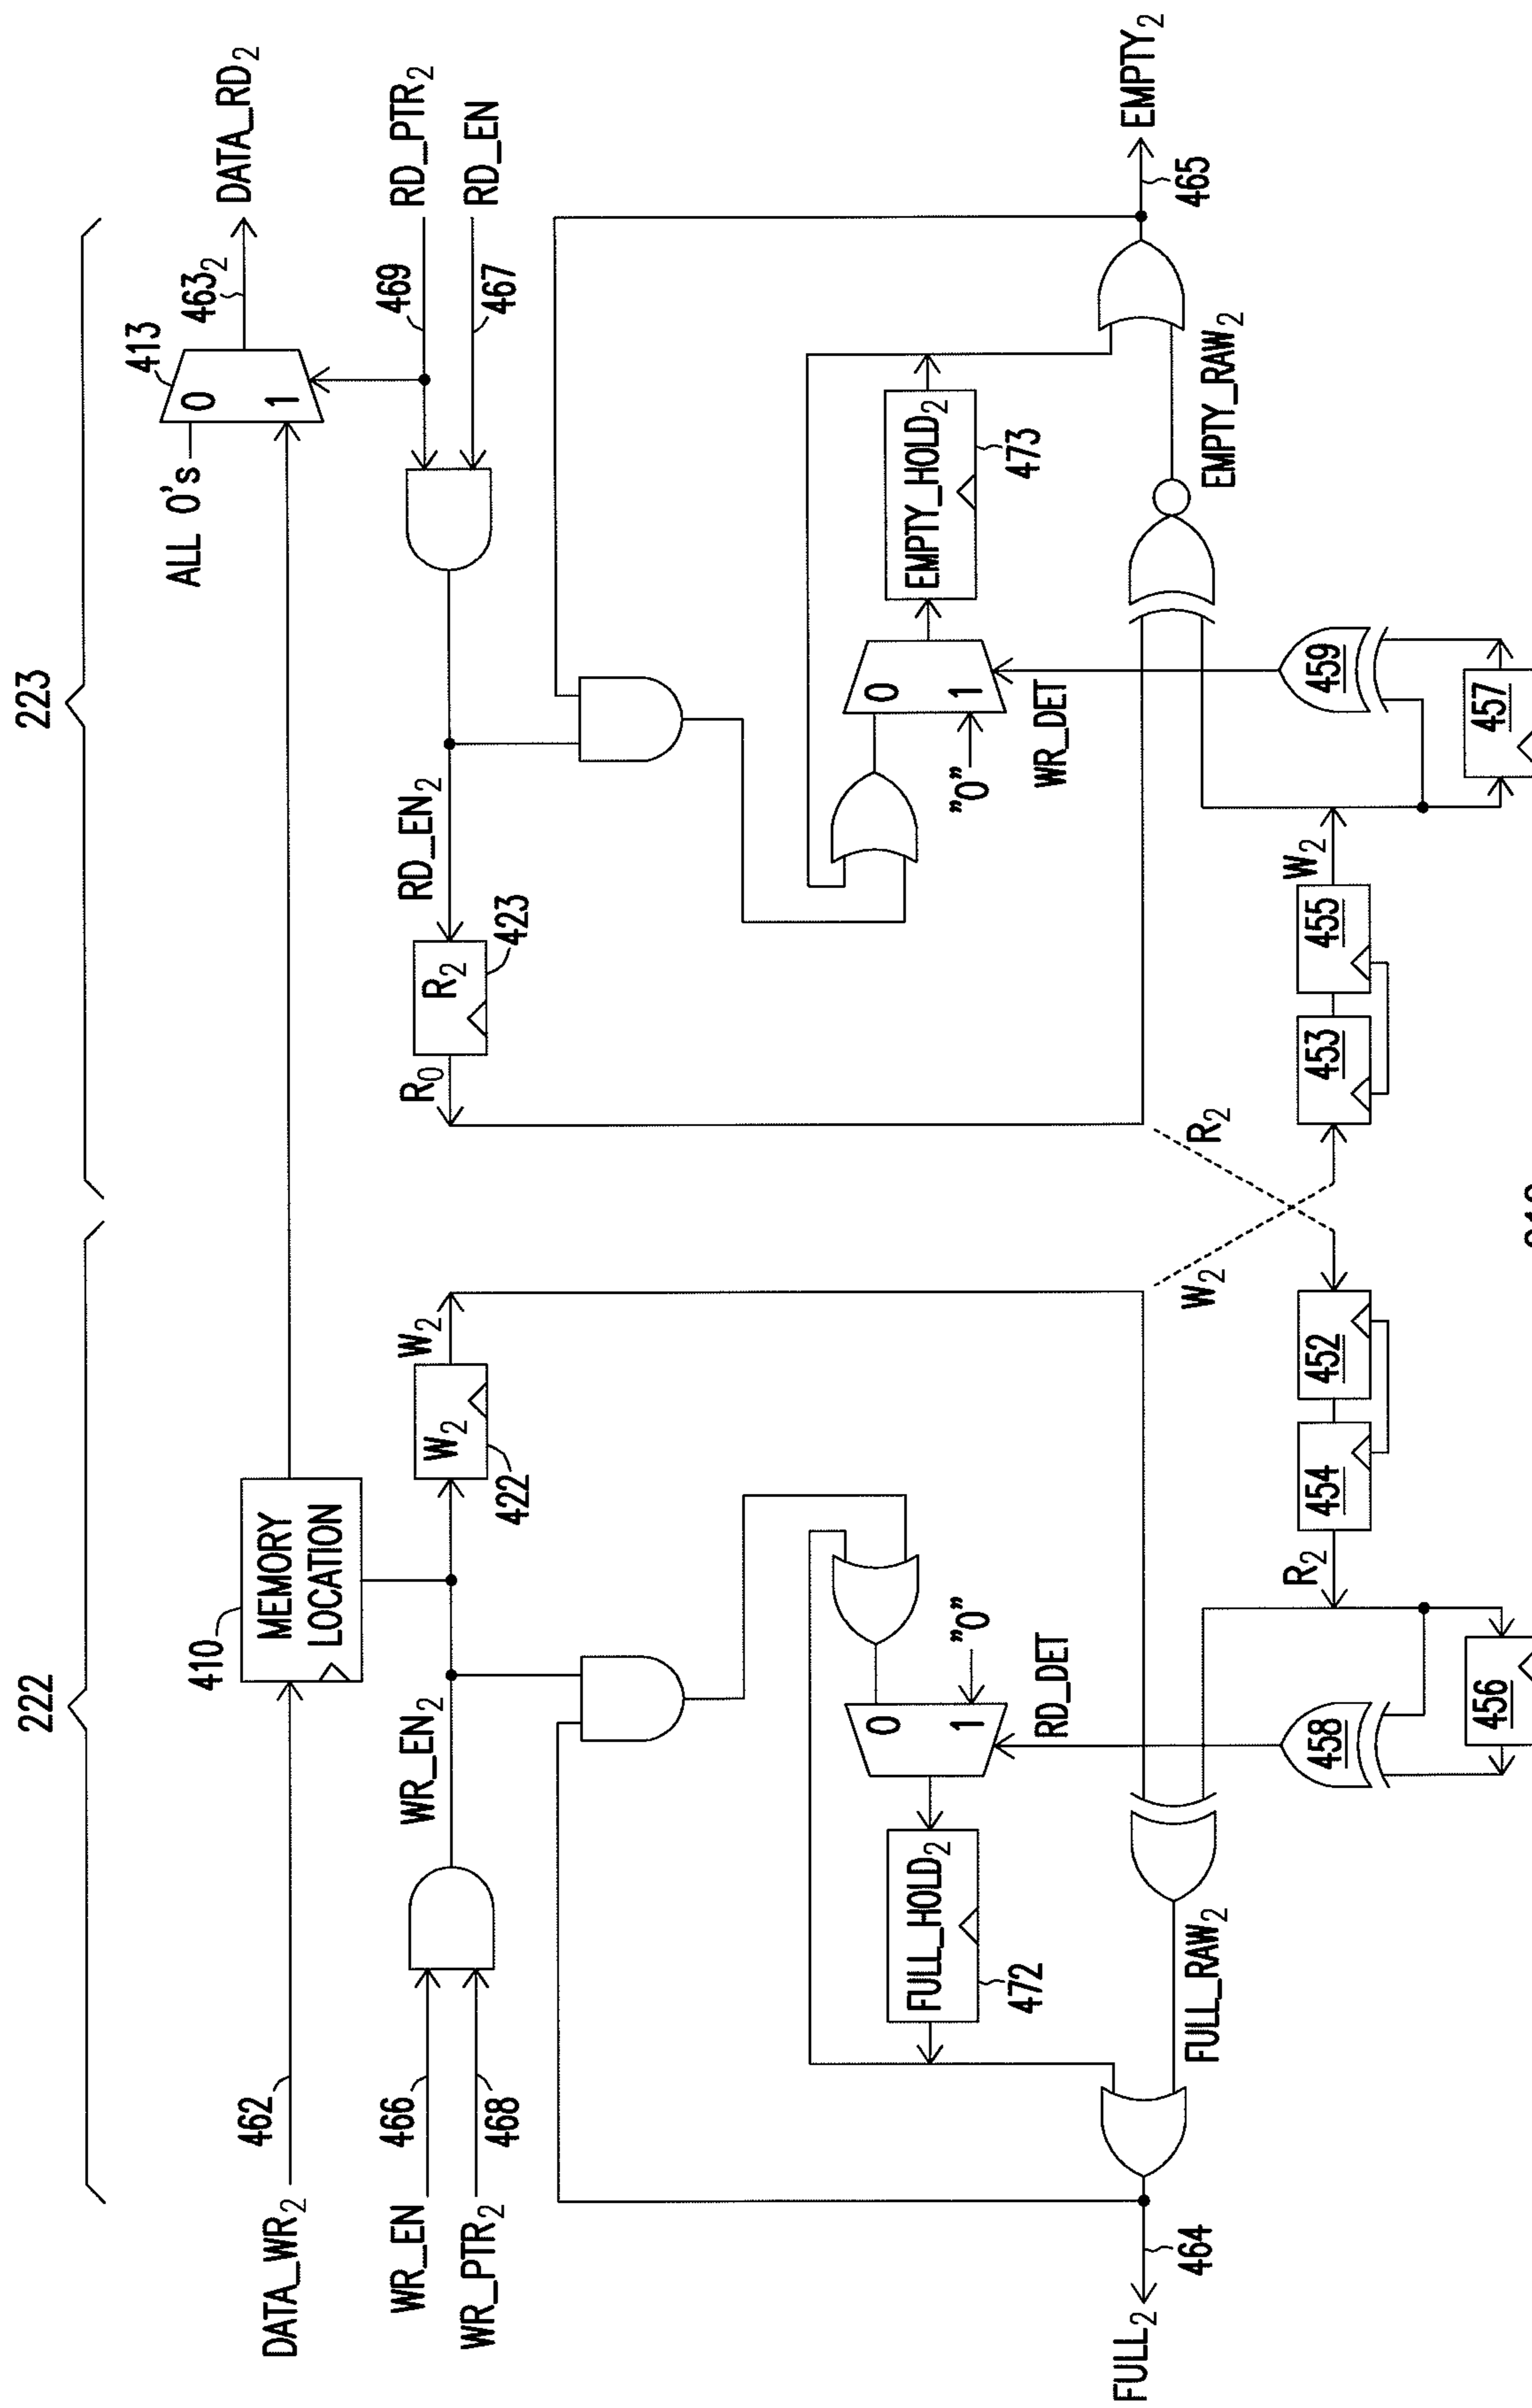 222
223
DATA_WR2
462
410
MEMORY
LOCATION
ALL 0's
413
0
1
4632
DATA_RD2
WR_EN
466
WR_PTR2
468
WR_EN2
W2
422
W2
R0
R2
423
RD_EN2
469
RD_PTR2
467
RD_EN
FULL_HOLD2
472
0
1
"0"
RD_DET
0
1
"0"
WR_DET
EMPTY_HOLD2
473
FULL2
464
FULL_RAW2
W2
R2
EMPTY_RAW2
465
EMPTY2
458
456
R2
454
452
453
455
W2
459
457